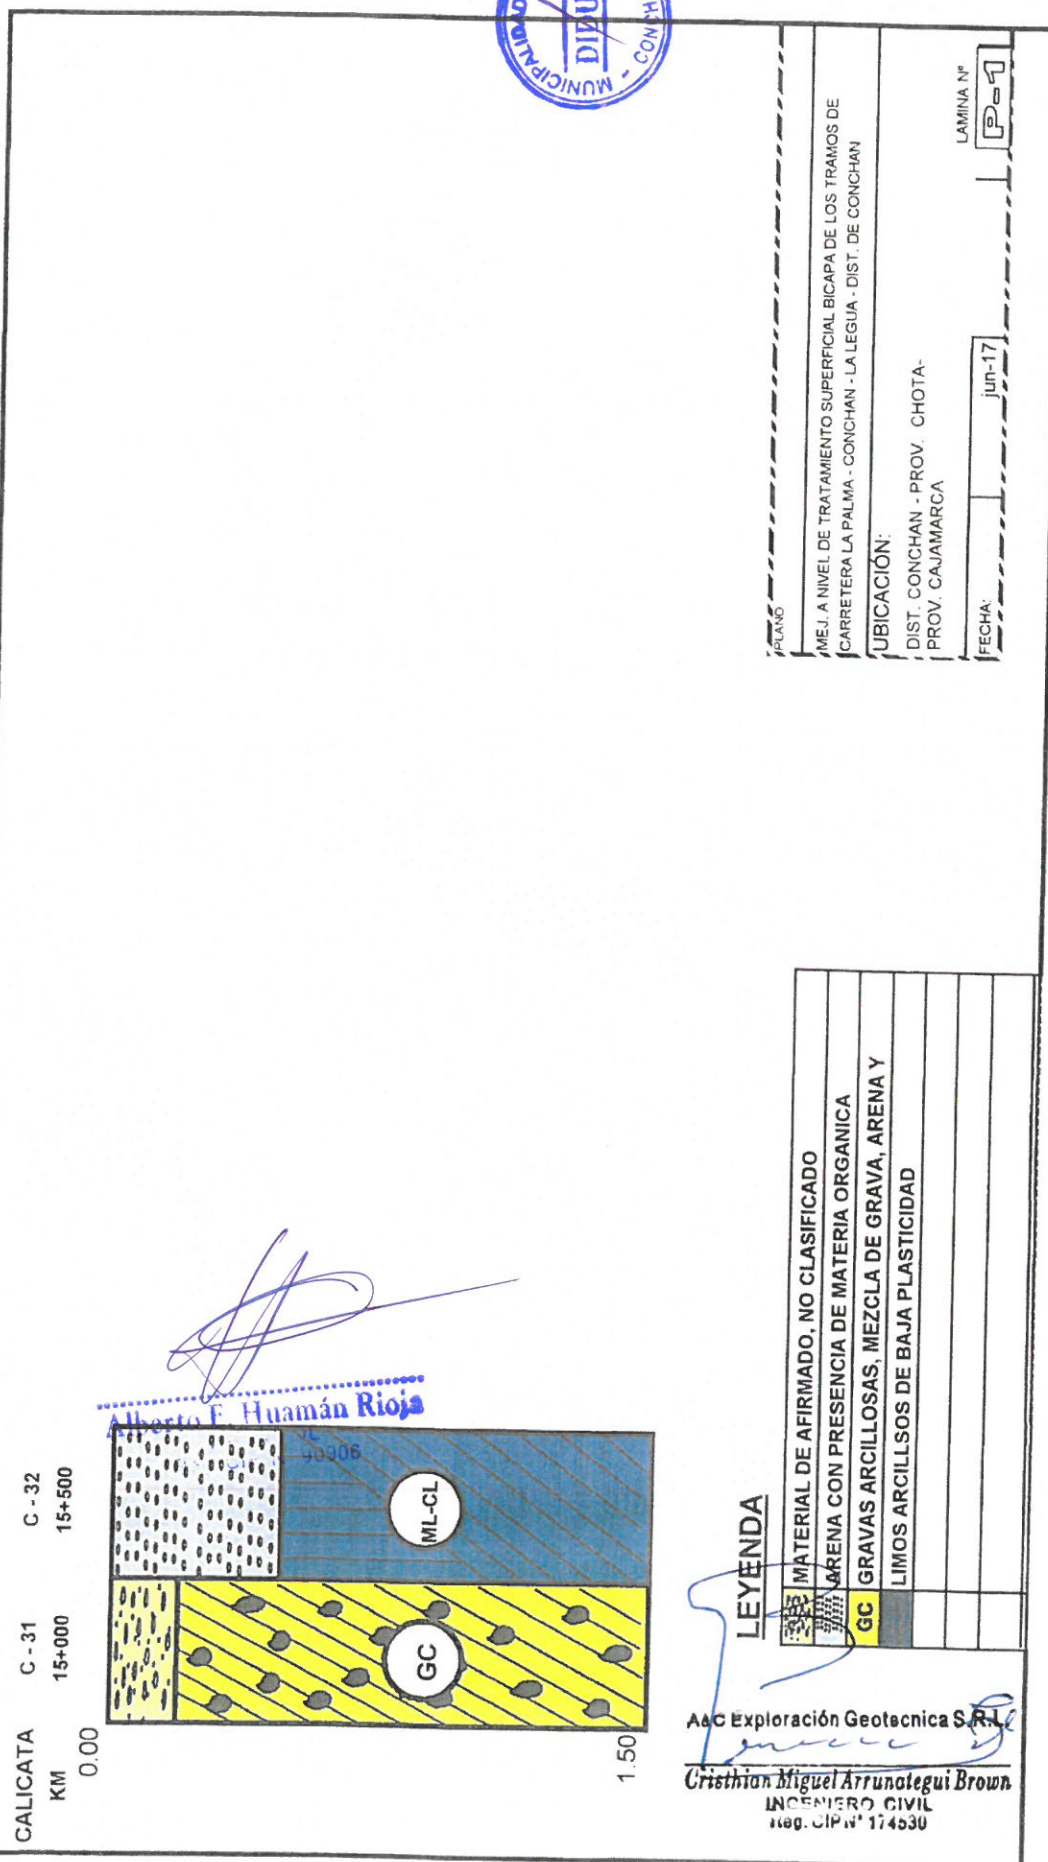 CALICATA C - 31 C - 32
KM 15+000 15+500
0.00
1.50
GC
ML-CL
Alberto E. Huamán Rioja
90306
LEYENDA
MATERIAL DE AFIRMADO, NO CLASIFICADO
ARENA CON PRESENCIA DE MATERIA ORGANICA
GC GRAVAS ARCILLOSAS, MEZCLA DE GRAVA, ARENA Y
LIMOS ARCILLSOS DE BAJA PLASTICIDAD
A&C Exploración Geotecnica S.R.L.
Cristhian Miguel Arrunategui Brown
INGENIERO CIVIL
Reg. CIP N° 174530
PLANO
MEJ. A NIVEL DE TRATAMIENTO SUPERFICIAL BICAPA DE LOS TRAMOS DE
CARRETERA LA PALMA - CONCHAN - LA LEGUA - DIST. DE CONCHAN
UBICACIÓN:
DIST. CONCHAN - PROV. CHOTA-
PROV. CAJAMARCA
FECHA: jun-17
LAMINA N°
P-1
MUNICIPALIDAD
CONCH